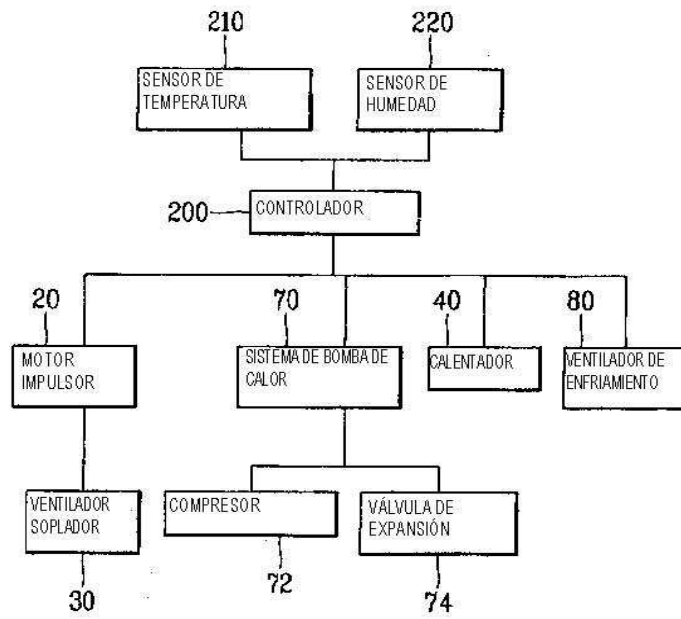 210
220
SENSOR DE
TEMPERATURA
SENSOR DE
HUMEDAD
200
CONTROLADOR
20
70
40
80
MOTOR
IMPULSOR
SISTEMA DE BOMBA DE
CALOR
CALENTADOR
VENTILADOR DE
ENFRIAMIENTO
VENTILADOR
SOPLADOR
COMPRESOR
VÁLVULA DE
EXPANSIÓN
30
72
74